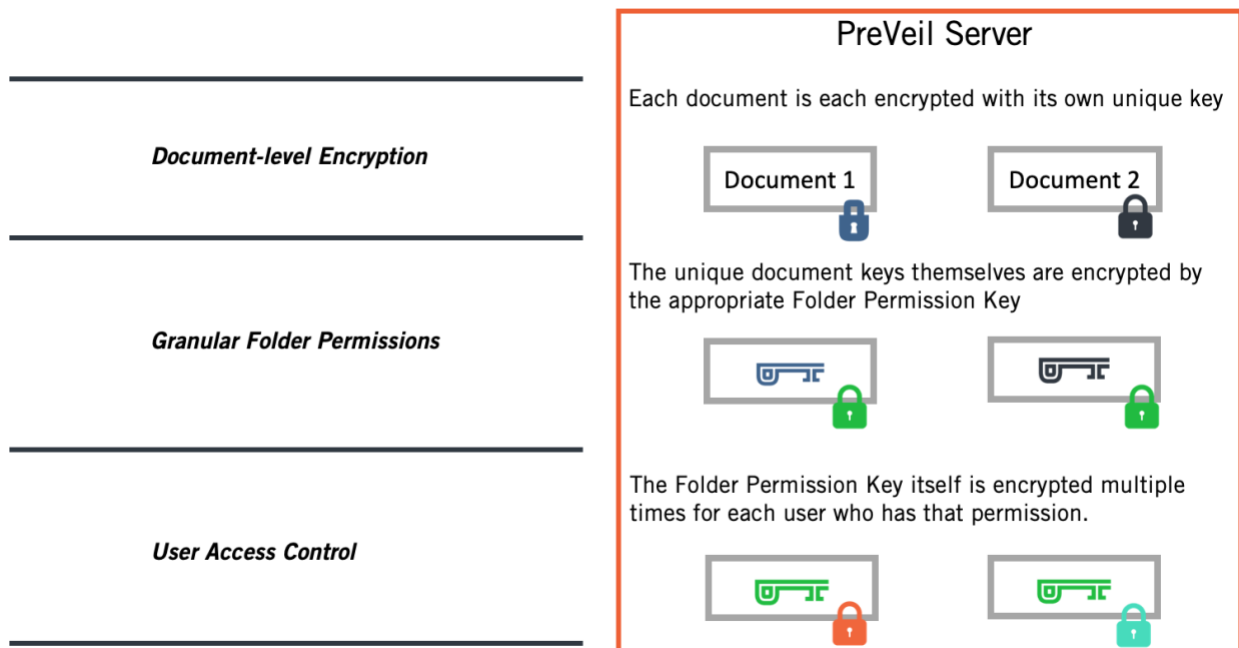 PreVeil Server
Each document is each encrypted with its own unique key
Document-level Encryption
Document 1
Document 2
The unique document keys themselves are encrypted by
the appropriate Folder Permission Key
Granular Folder Permissions
The Folder Permission Key itself is encrypted multiple
times for each user who has that permission.
User Access Control